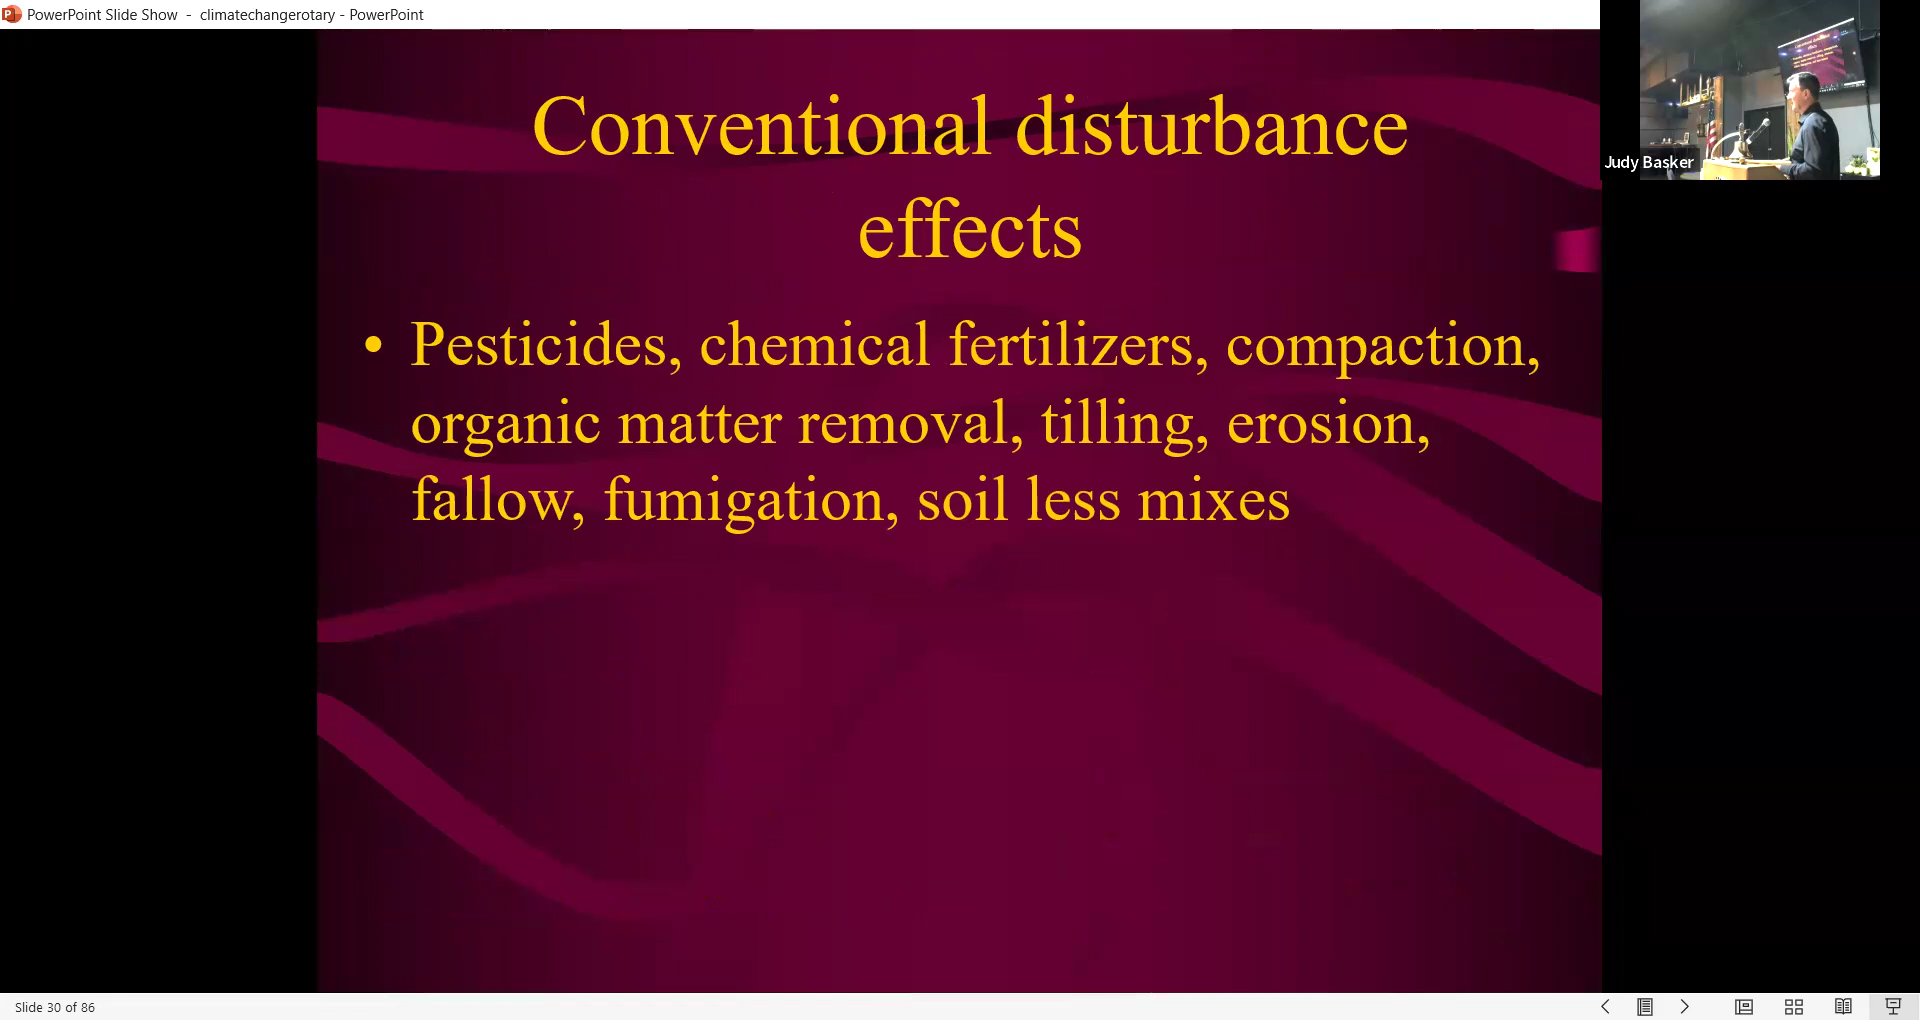 PowerPoint Slide Show - climatechangerotary - PowerPoint
Judy Basker
Conventional disturbance
effects
• Pesticides, chemical fertilizers, compaction,
organic matter removal, tilling, erosion,
fallow, fumigation, soil less mixes
Slide 30 of 86